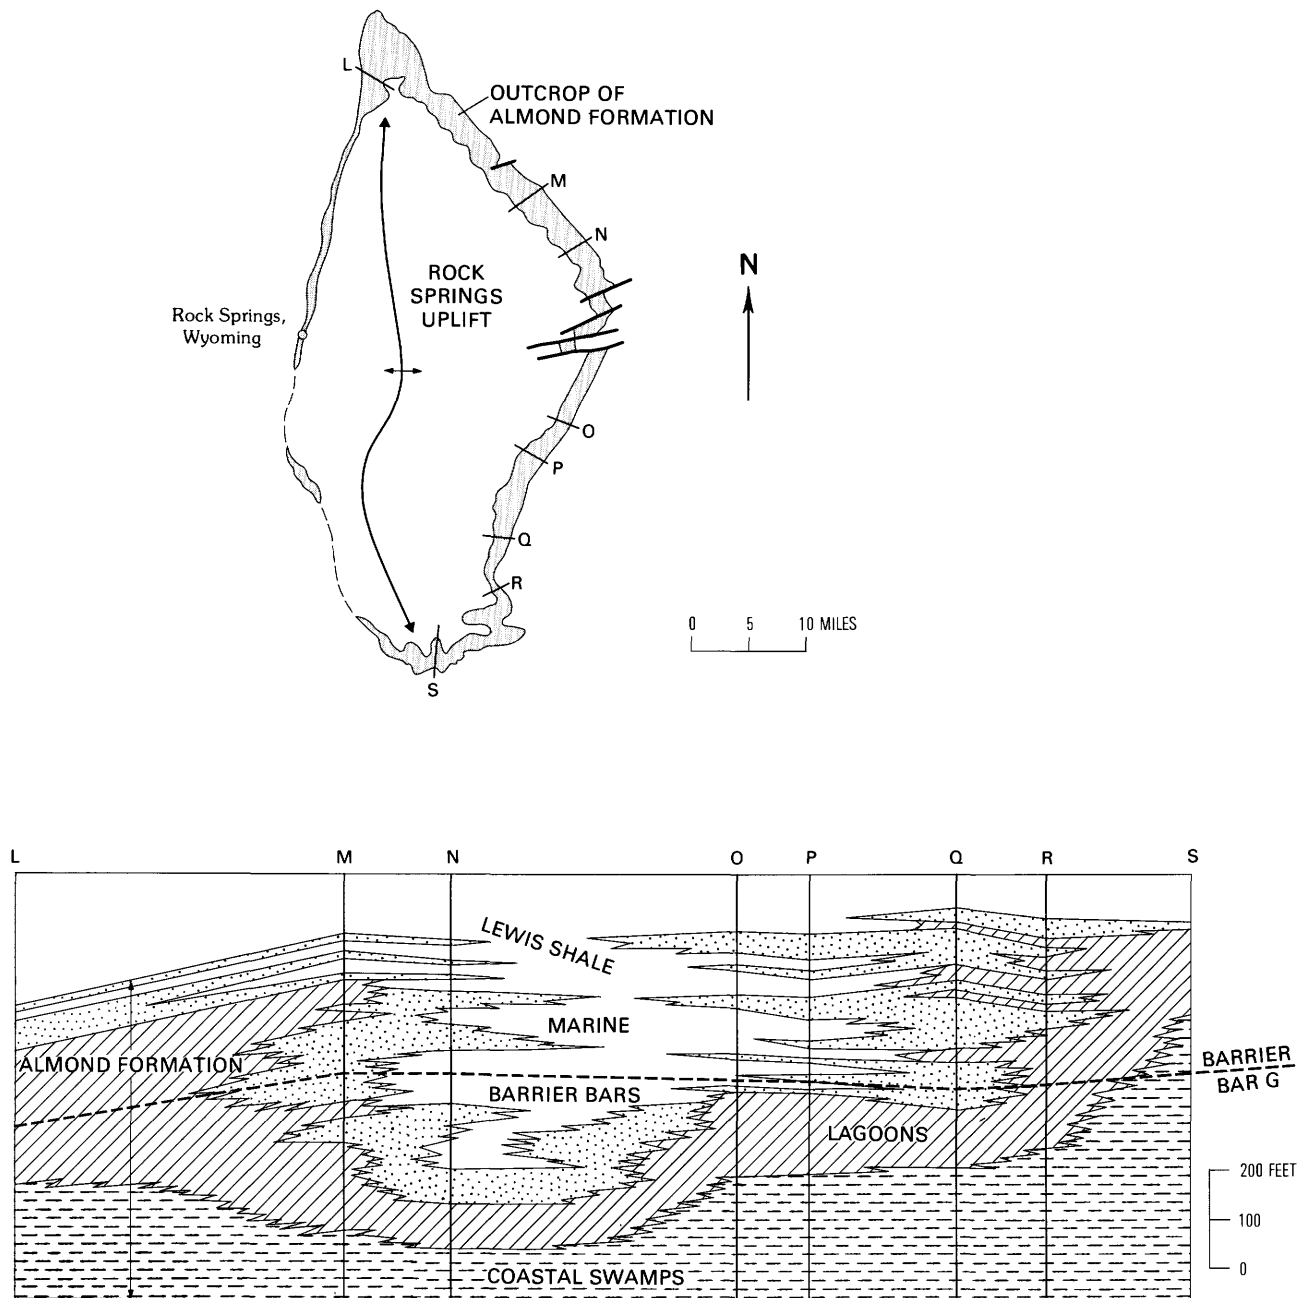 L
OUTCROP OF
ALMOND FORMATION
M
N
ROCK
SPRINGS
UPLIFT
Rock Springs,
Wyoming
N
O
P
Q
R
S
0 5 10 MILES
L M N O P Q R S
LEWIS SHALE
MARINE
ALMOND FORMATION
BARRIER
BAR G
BARRIER BARS
LAGOONS
200 FEET
100
0
COASTAL SWAMPS